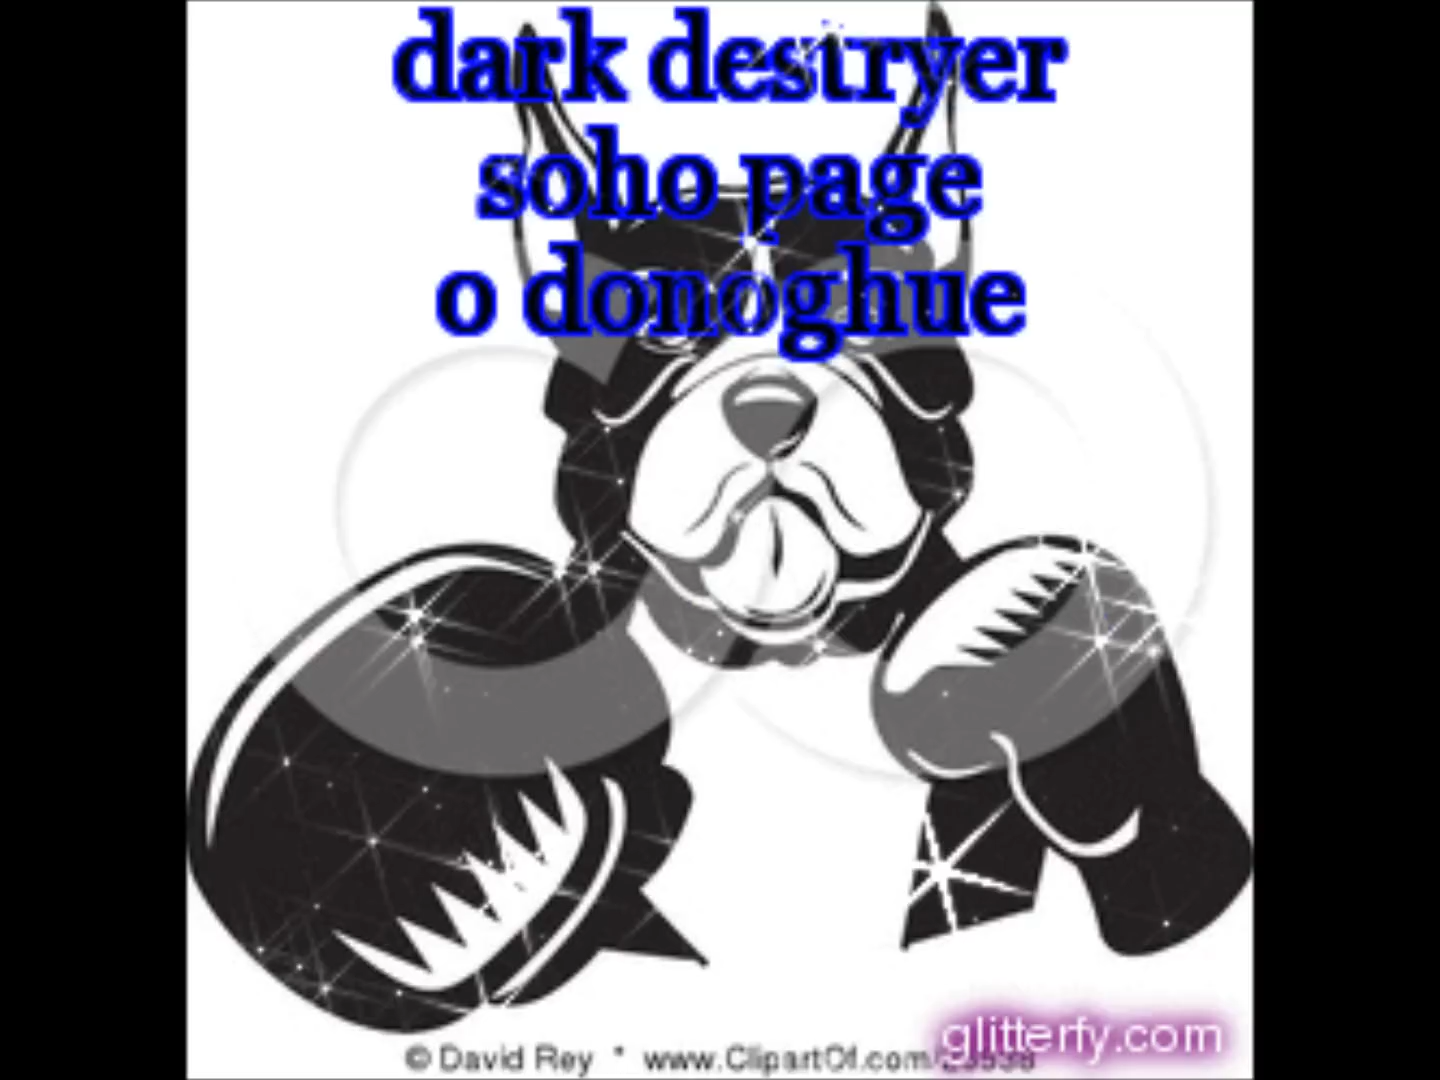 dark destryer
soho page
o donoghue
glitterfy.com
© David Rey * www.ClipartOf.com/